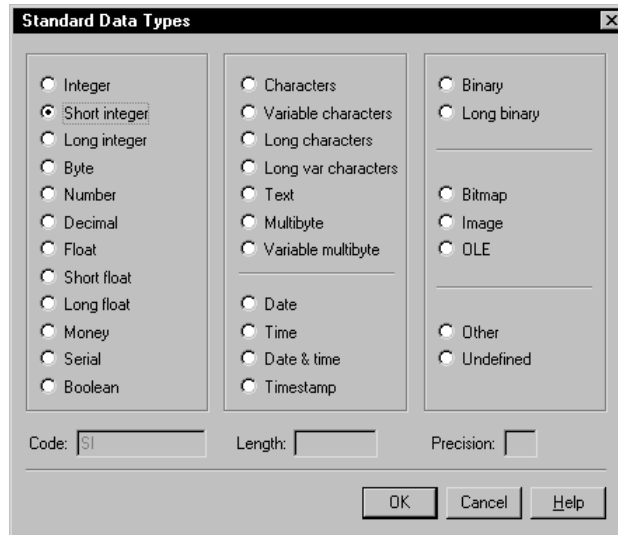 Standard Data Types
Integer
Short integer
Long integer
Byte
Number
Decimal
Float
Short float
Long float
Money
Serial
Boolean
Characters
Variable characters
Long characters
Long var characters
Text
Multibyte
Variable multibyte
Date
Time
Date & time
Timestamp
Binary
Long binary
Bitmap
Image
OLE
Other
Undefined
Code: SI
Length:
Precision:
OK
Cancel
Help